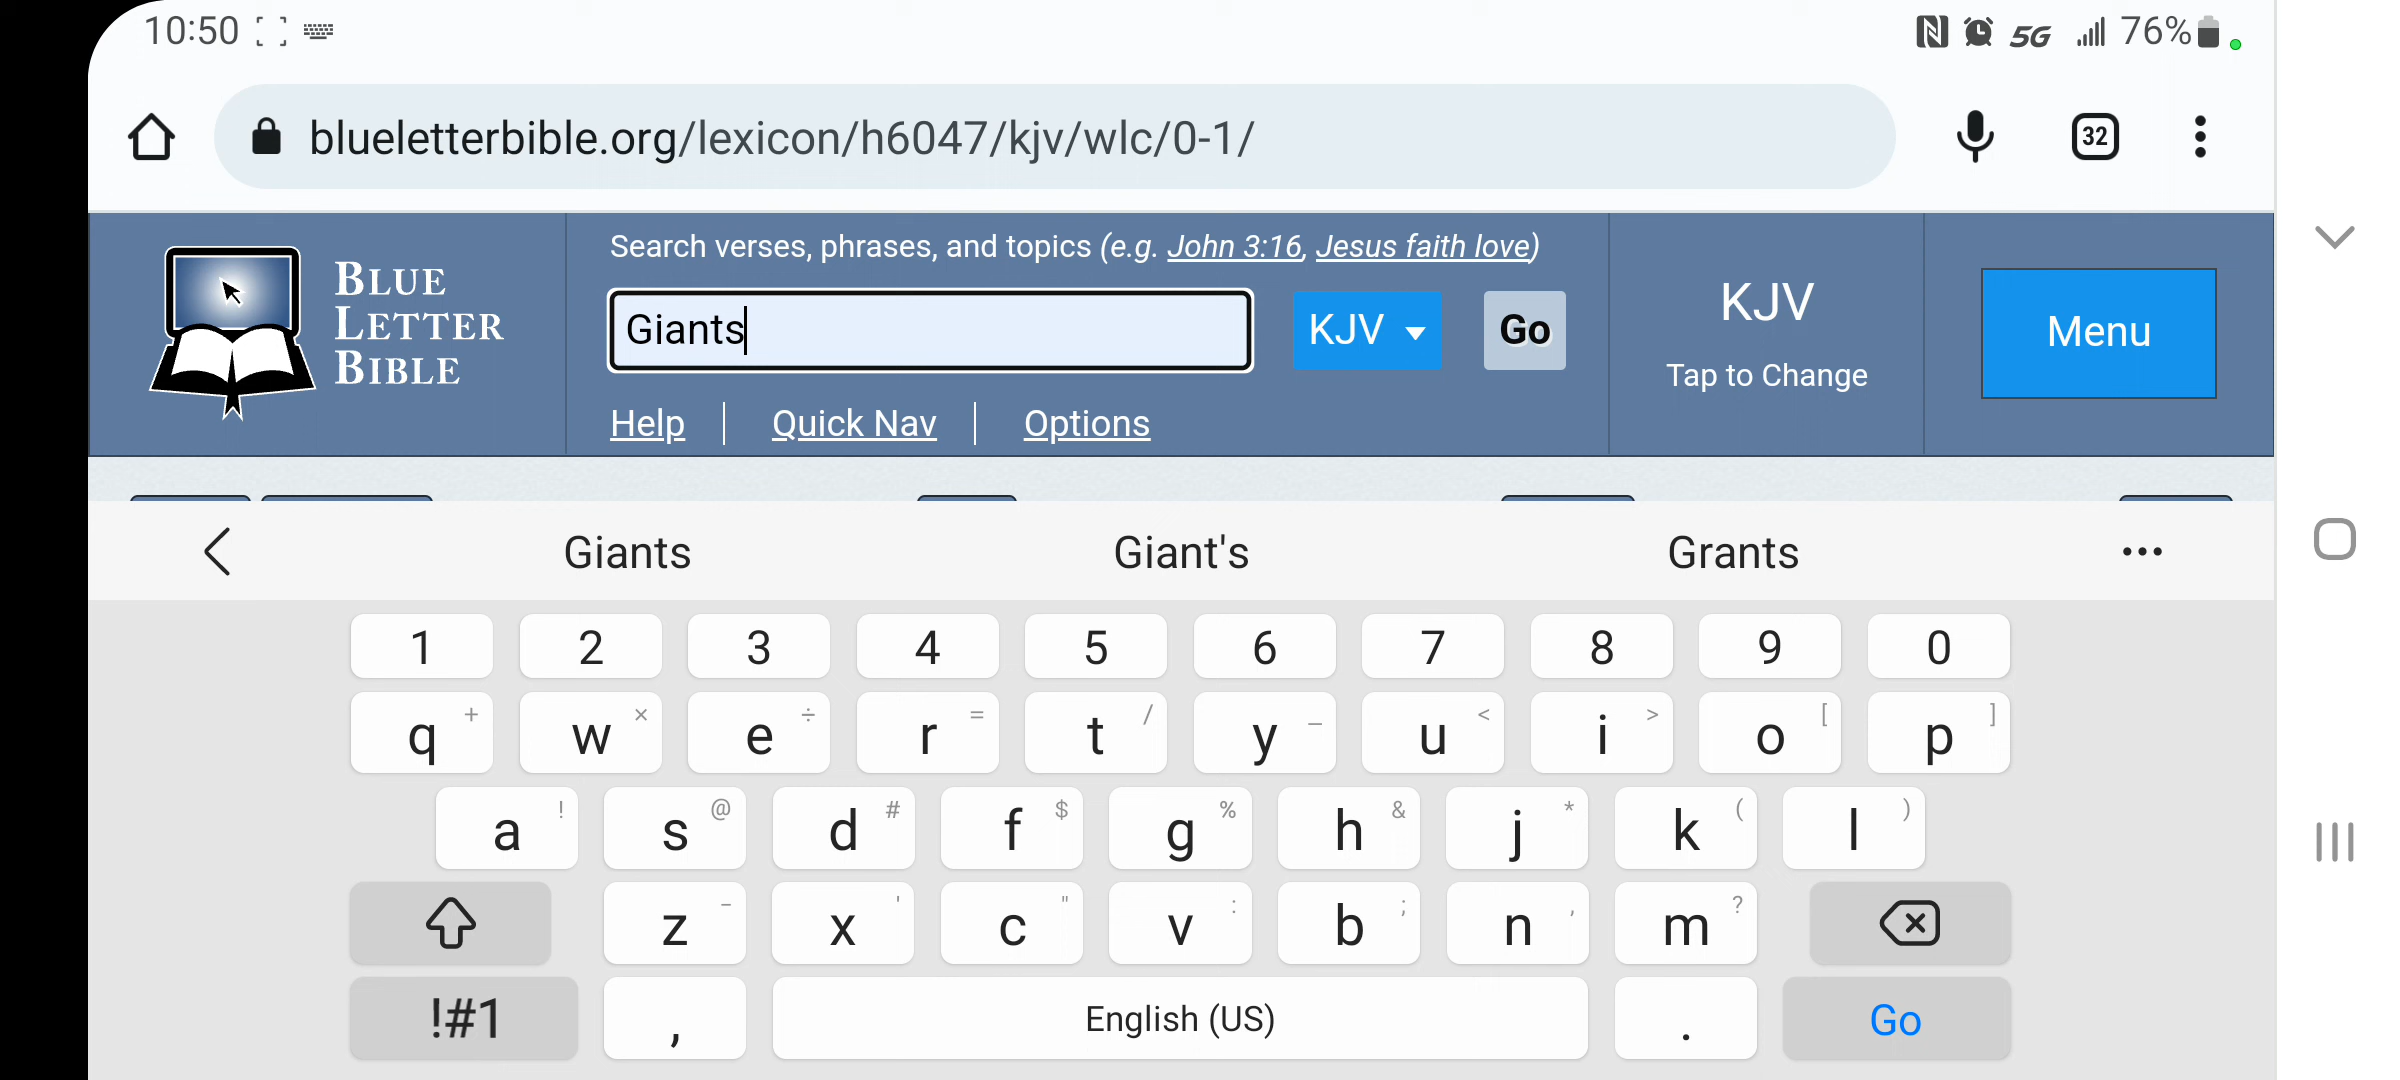 10:50 5G 76%
blueletterbible.org/lexicon/h6047/kjv/wlc/0-1/ 32
BLUE LETTER BIBLE
Search verses, phrases, and topics (e.g. John 3:16, Jesus faith love)
Giants KJV Go
Help Quick Nav Options
KJV
Tap to Change
Menu
Giants Giant's Grants ...
1 2 3 4 5 6 7 8 9 0
q + w × e ÷ r = t / y _ u < i > o [ p ]
a ! s @ d # f $ g % h & j * k ( l )
z - x ' c " v : b ; n , m ?
!#1 , English (US) . Go